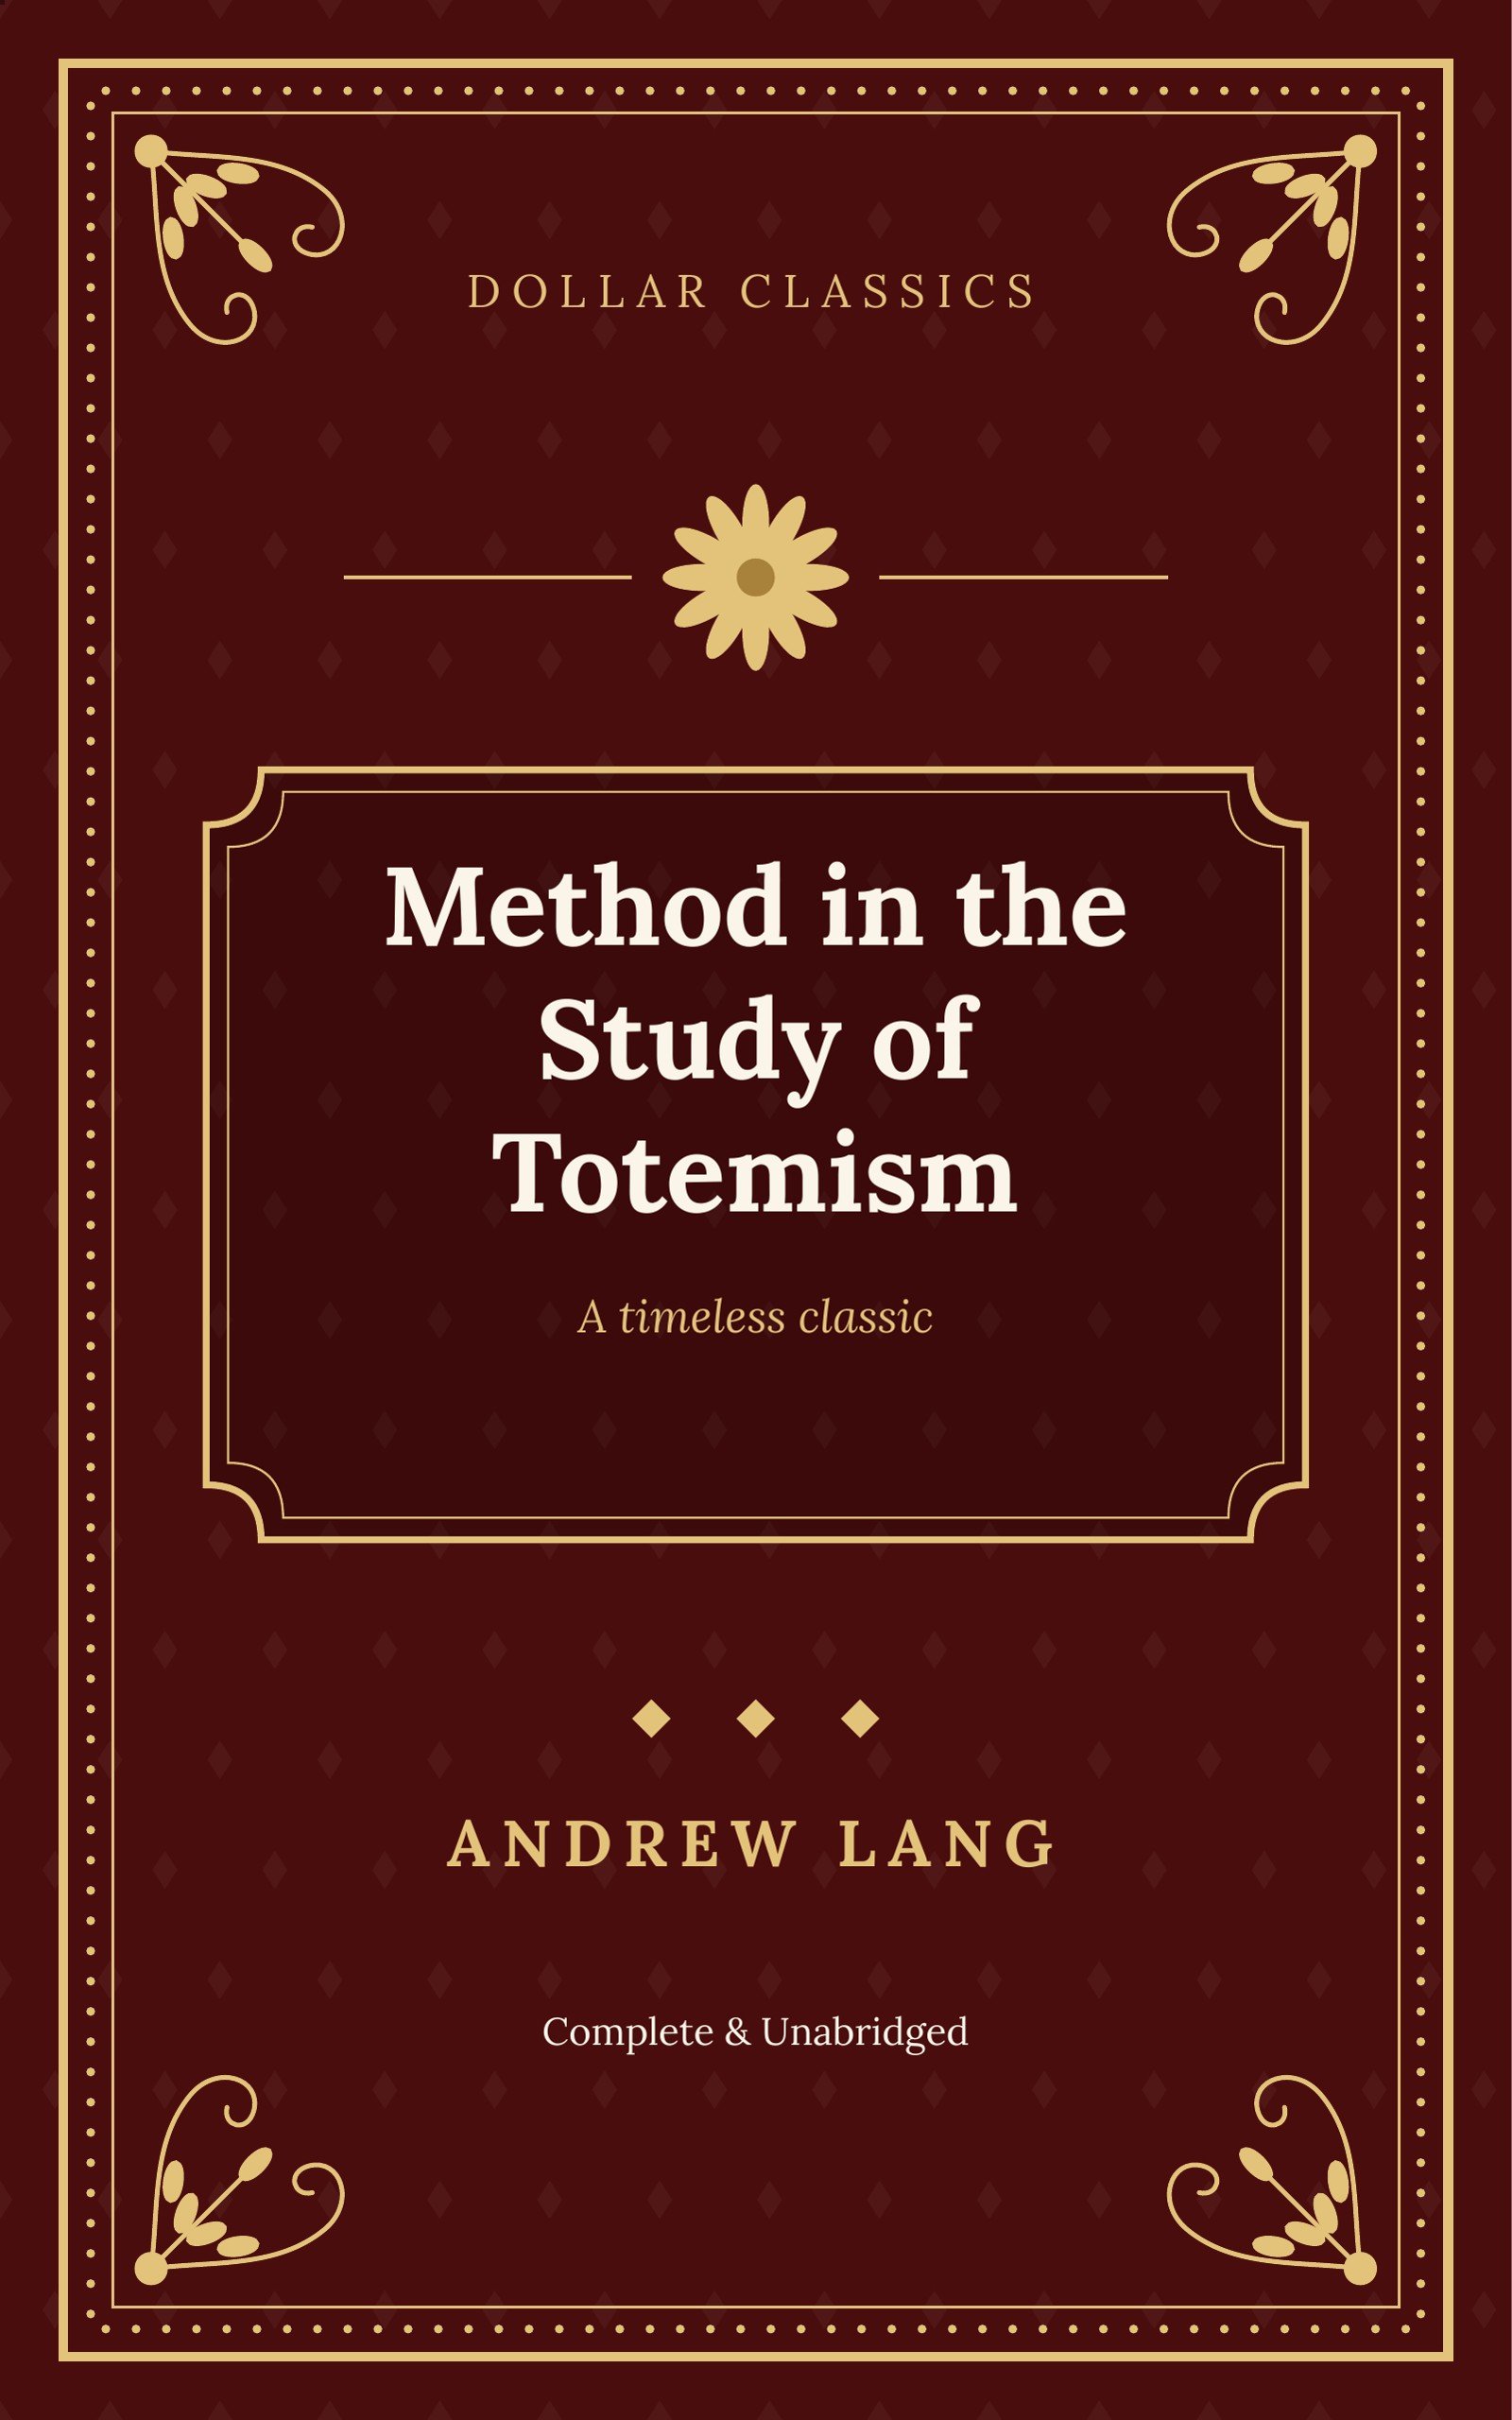 DOLLAR CLASSICS
Method in the
Study of
Totemism
A timeless classic
ANDREW LANG
Complete & Unabridged